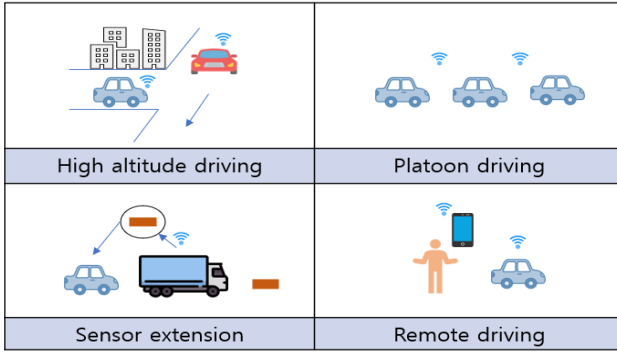 High altitude driving
Platoon driving
Sensor extension
Remote driving